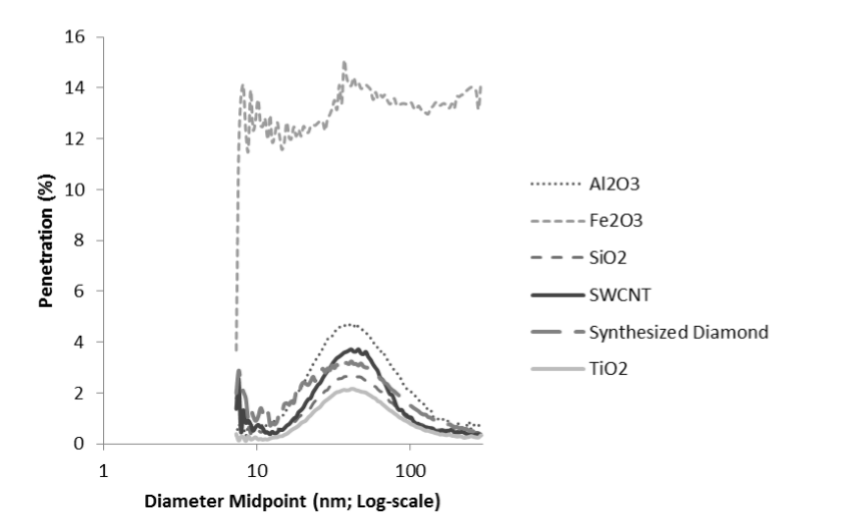 16
14
12
10
8
6
4
2
0
Penetration (%)
1 10 100
Diameter Midpoint (nm; Log-scale)
Al2O3
Fe2O3
SiO2
SWCNT
Synthesized Diamond
TiO2